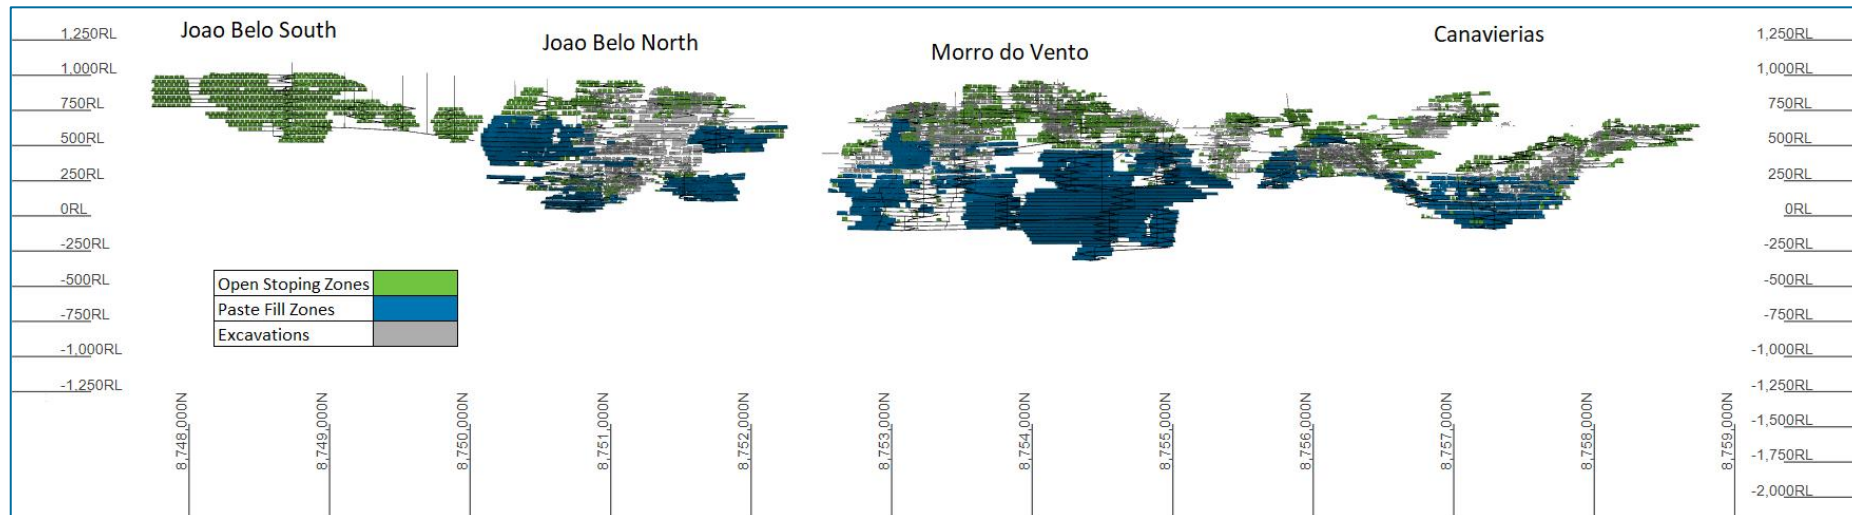 Joao Belo South
Joao Belo North
Morro do Vento
Canavierias
1,250RL
1,000RL
750RL
500RL
250RL
0RL
-250RL
-500RL
-750RL
-1,000RL
-1,250RL
Open Stoping Zones
Paste Fill Zones
Excavations
1,250RL
1,000RL
750RL
500RL
250RL
0RL
-250RL
-500RL
-750RL
-1,000RL
-1,250RL
-1,500RL
-1,750RL
-2,000RL
8,748,000N
8,749,000N
8,750,000N
8,751,000N
8,752,000N
8,753,000N
8,754,000N
8,755,000N
8,756,000N
8,757,000N
8,758,000N
8,759,000N